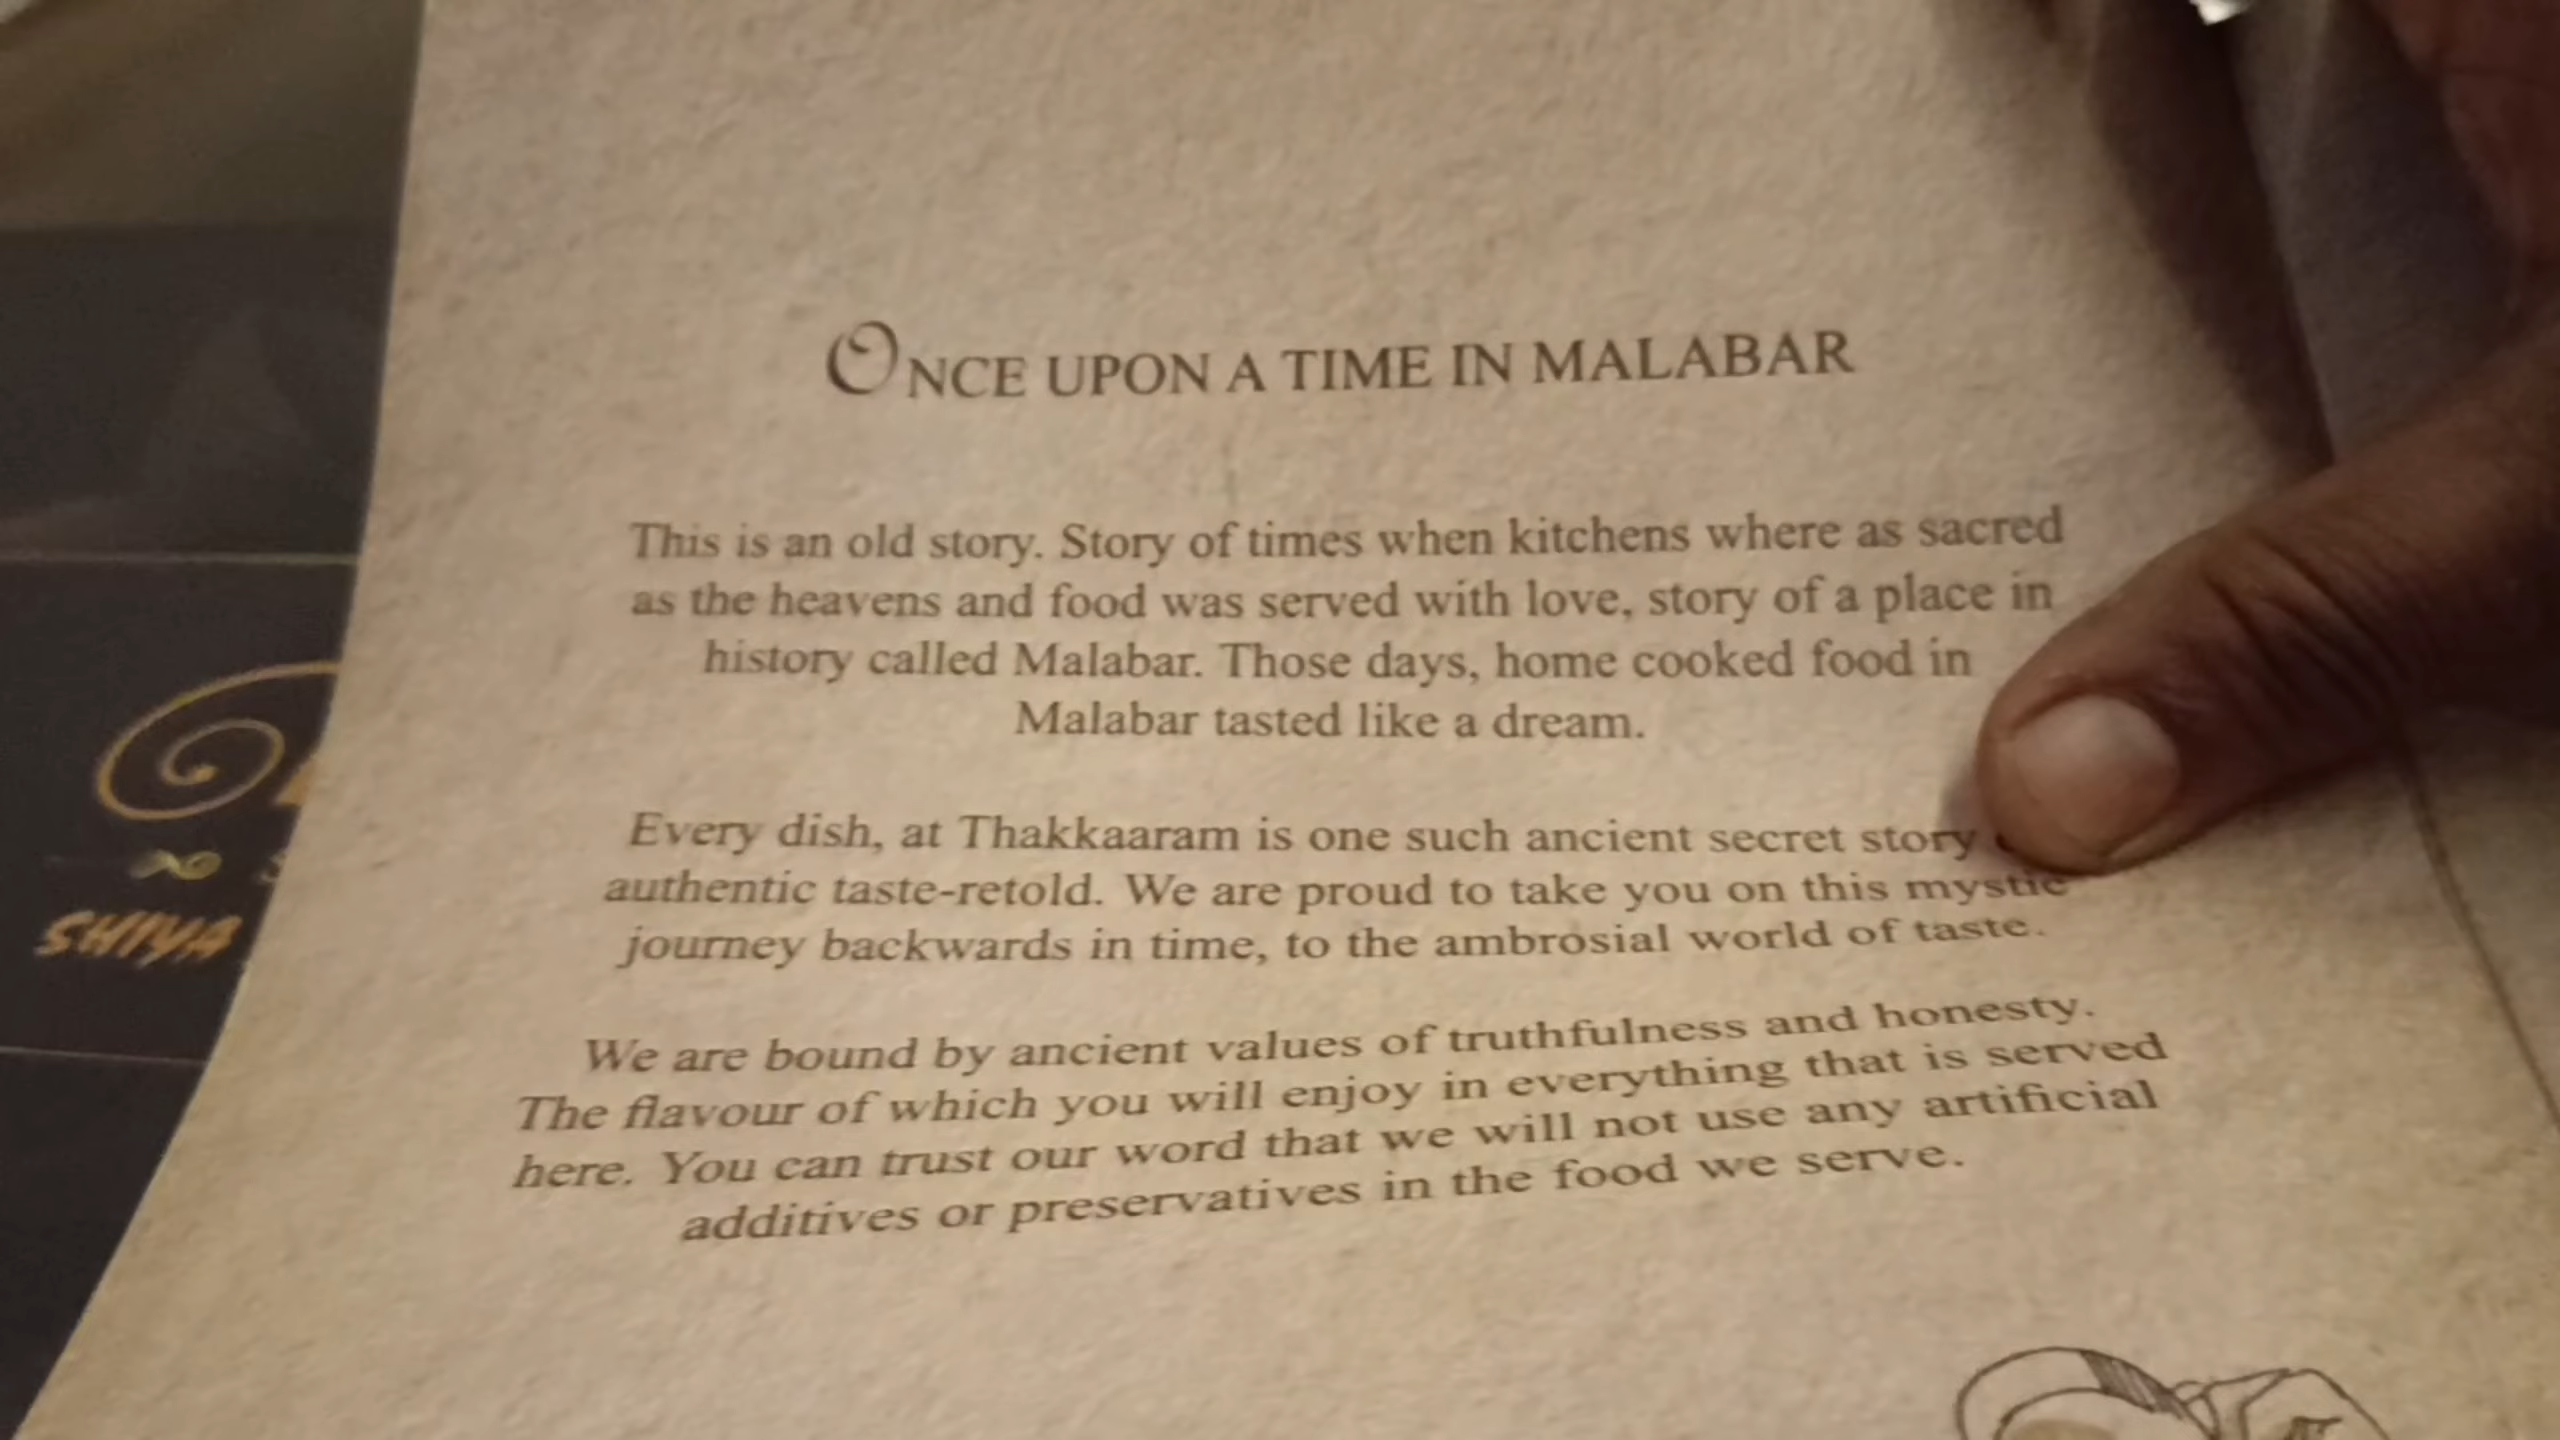 ONCE UPON A TIME IN MALABAR
This is an old story. Story of times when kitchens where as sacred
as the heavens and food was served with love, story of a place in
history called Malabar. Those days, home cooked food in
Malabar tasted like a dream.
Every dish, at Thakkaaram is one such ancient secret story
authentic taste-retold. We are proud to take you on this mystic
journey backwards in time, to the ambrosial world of taste.
We are bound by ancient values of truthfulness and honesty.
The flavour of which you will enjoy in everything that is served
here. You can trust our word that we will not use any artificial
additives or preservatives in the food we serve.
SHIYA